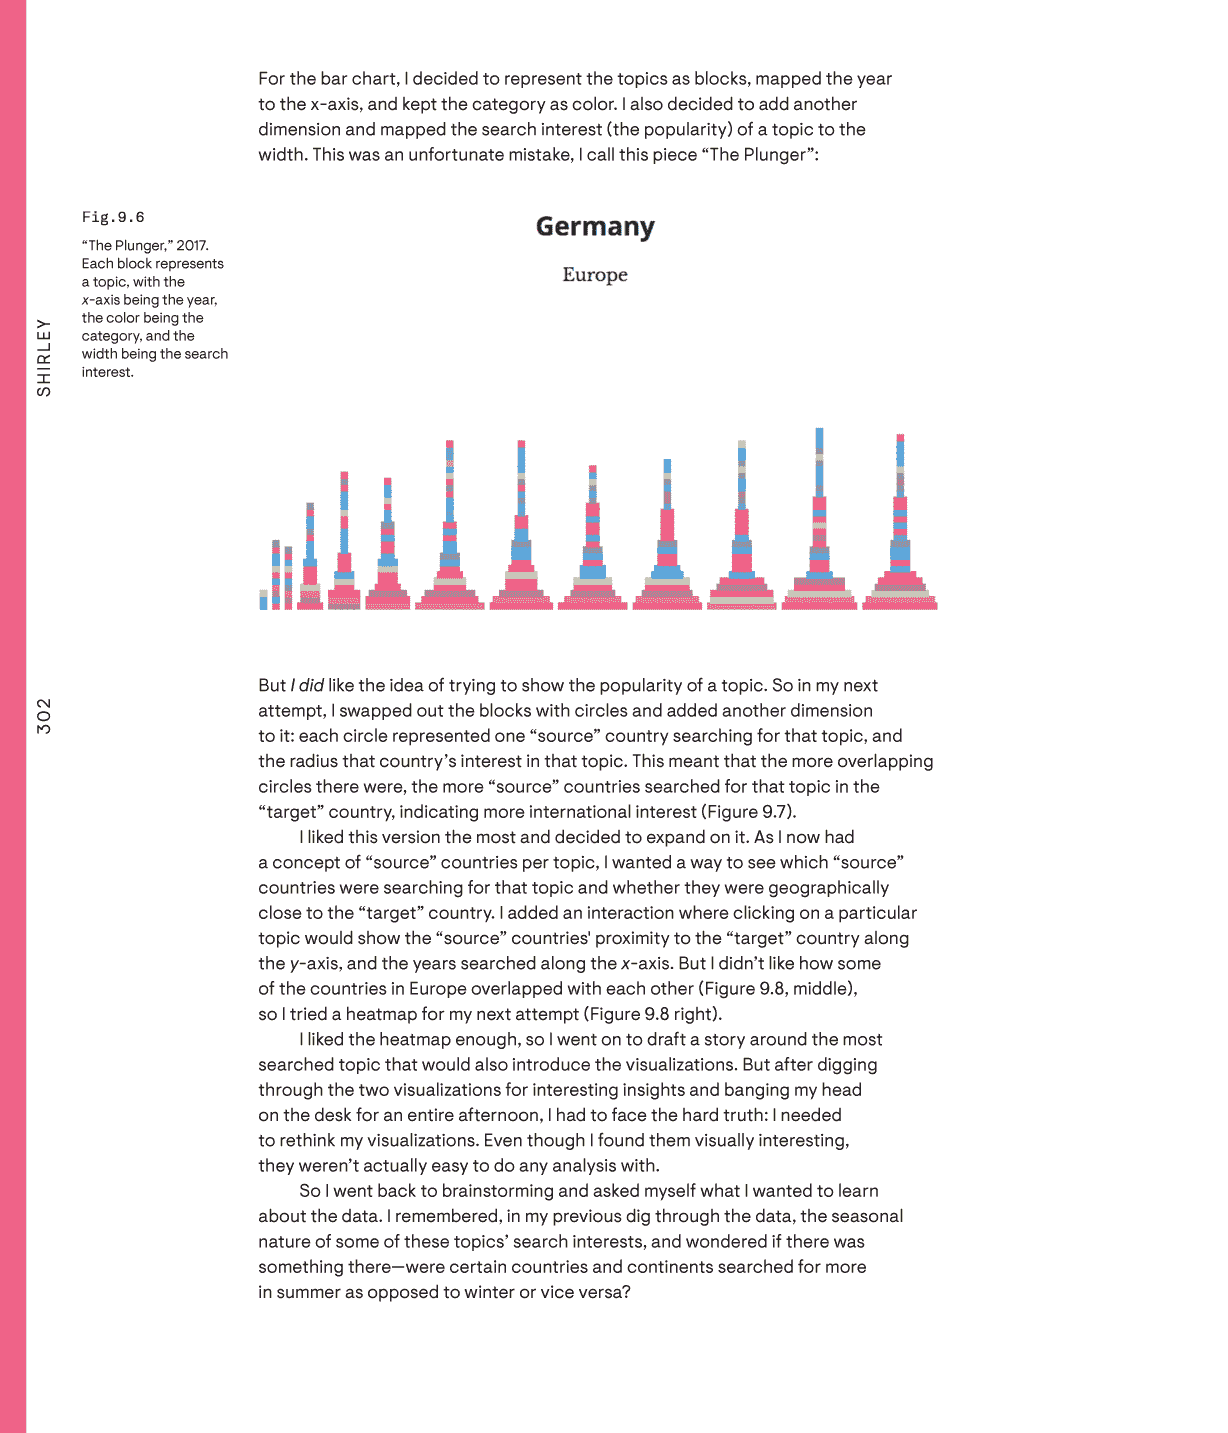 For the bar chart, I decided to represent the topics as blocks, mapped the year
to the x-axis, and kept the category as color. I also decided to add another
dimension and mapped the search interest (the popularity) of a topic to the
width. This was an unfortunate mistake, I call this piece “The Plunger”:
Fig.9.6
“The Plunger,” 2017.
Each block represents
a topic, with the
x-axis being the year,
the color being the
category, and the
width being the search
interest.
Germany
Europe
SHIRLEY
302
But I did like the idea of trying to show the popularity of a topic. So in my next
attempt, I swapped out the blocks with circles and added another dimension
to it: each circle represented one “source” country searching for that topic, and
the radius that country’s interest in that topic. This meant that the more overlapping
circles there were, the more “source” countries searched for that topic in the
“target” country, indicating more international interest (Figure 9.7).
I liked this version the most and decided to expand on it. As I now had
a concept of “source” countries per topic, I wanted a way to see which “source”
countries were searching for that topic and whether they were geographically
close to the “target” country. I added an interaction where clicking on a particular
topic would show the “source” countries' proximity to the “target” country along
the y-axis, and the years searched along the x-axis. But I didn’t like how some
of the countries in Europe overlapped with each other (Figure 9.8, middle),
so I tried a heatmap for my next attempt (Figure 9.8 right).
I liked the heatmap enough, so I went on to draft a story around the most
searched topic that would also introduce the visualizations. But after digging
through the two visualizations for interesting insights and banging my head
on the desk for an entire afternoon, I had to face the hard truth: I needed
to rethink my visualizations. Even though I found them visually interesting,
they weren’t actually easy to do any analysis with.
So I went back to brainstorming and asked myself what I wanted to learn
about the data. I remembered, in my previous dig through the data, the seasonal
nature of some of these topics’ search interests, and wondered if there was
something there—were certain countries and continents searched for more
in summer as opposed to winter or vice versa?